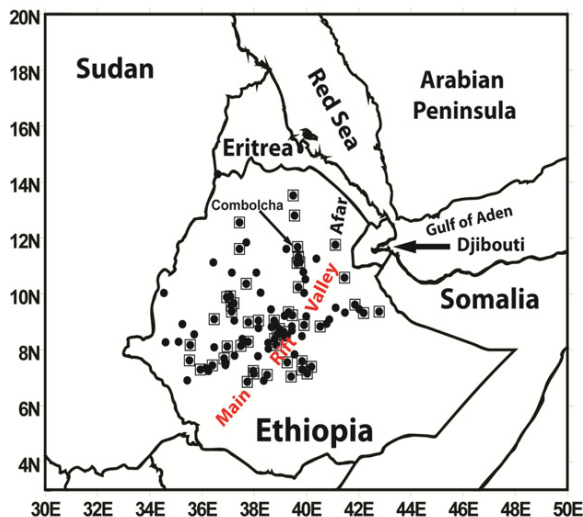 20N
18N
16N
14N
12N
10N
8N
6N
4N
Sudan
Red Sea
Arabian
Peninsula
Eritrea
Combolcha
Afar
Gulf of Aden
Djibouti
Somalia
Main Rift Valley
Ethiopia
30E 32E 34E 36E 38E 40E 42E 44E 46E 48E 50E